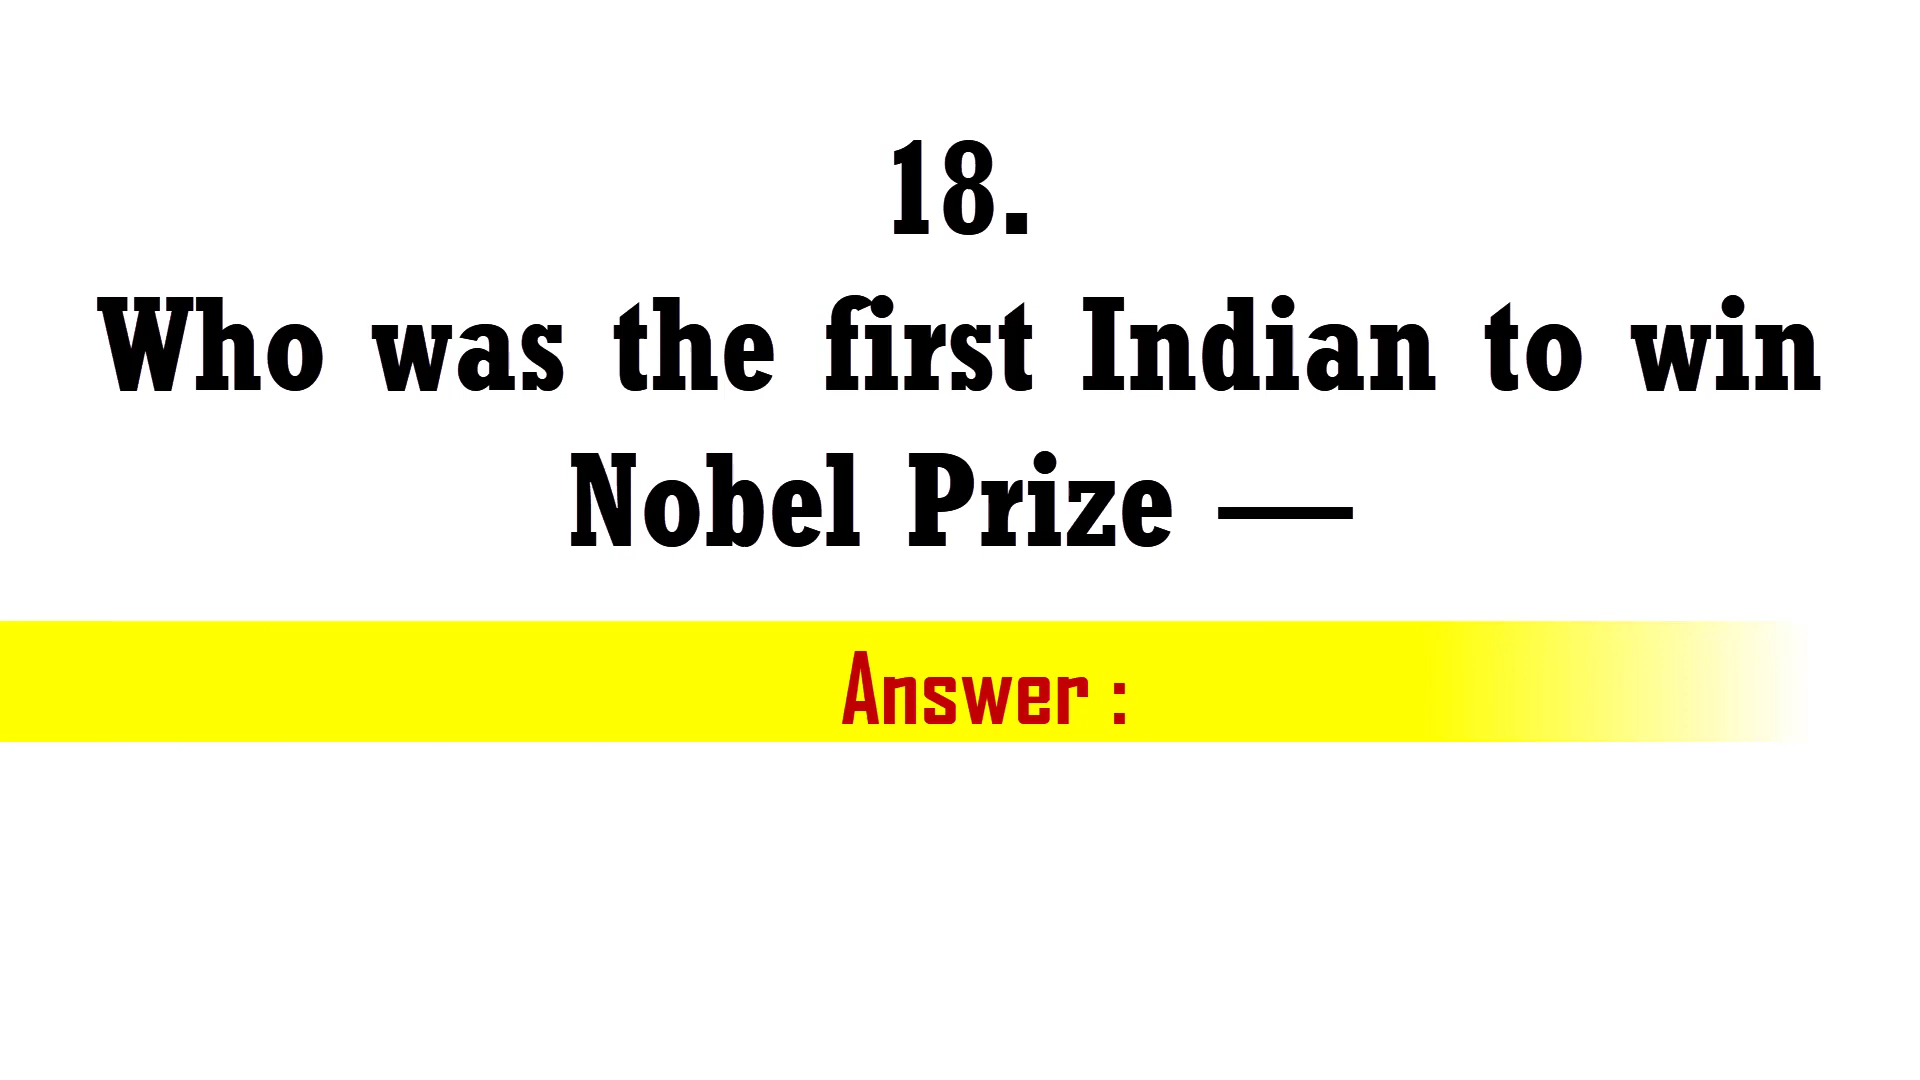 18.
Who was the first Indian to win
Nobel Prize —
Answer :